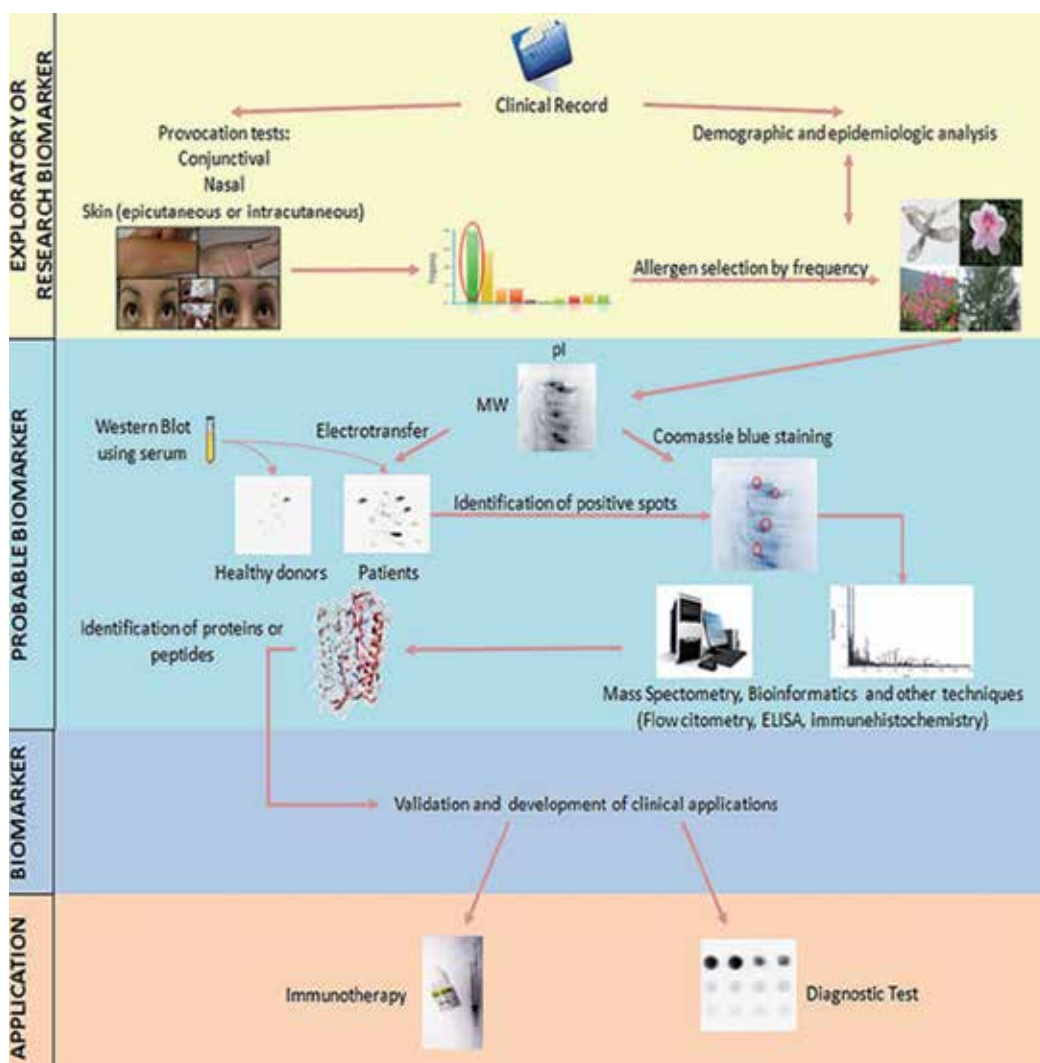 EXPLORATORY OR
RESEARCH BIOMARKER
Clinical Record
Provocation tests:
Conjunctival
Nasal
Skin (epicutaneous or intracutaneous)
Demographic and epidemiologic analysis
Frequency
Allergen selection by frequency
PROBABLE BIOMARKER
pI
MW
Western Blot
using serum
Electrotransfer
Coomassie blue staining
Identification of positive spots
Healthy donors
Patients
Identification of proteins or
peptides
Mass Spectometry, Bioinformatics and other techniques
(Flow citometry, ELISA, immunehistochemistry)
BIOMARKER
Validation and development of clinical applications
APPLICATION
Immunotherapy
Diagnostic Test